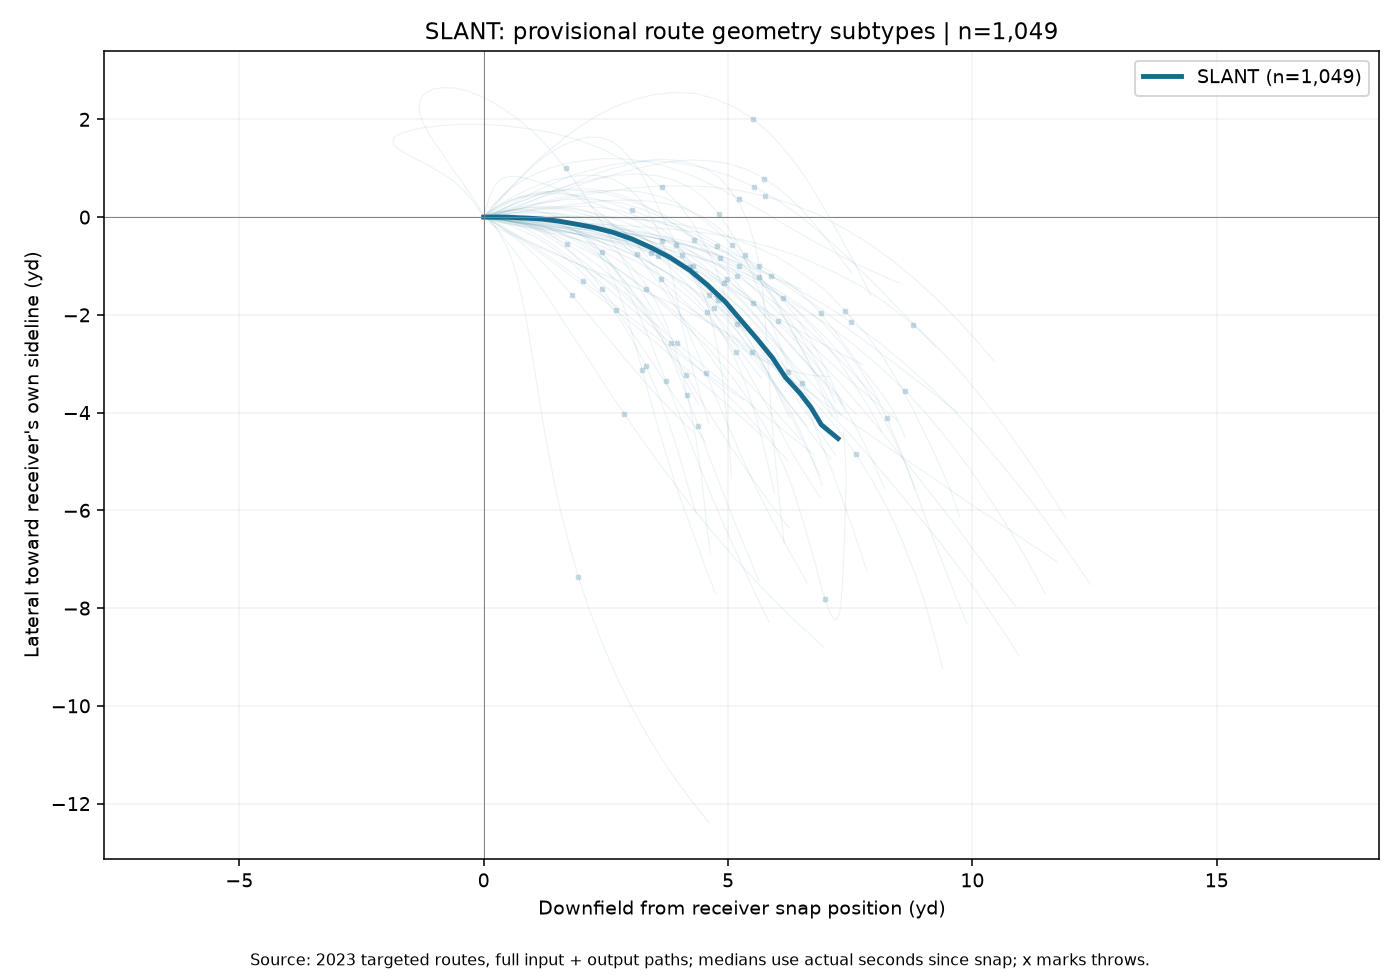 SLANT: provisional route geometry subtypes | n=1,049
SLANT (n=1,049)
2
0
−2
−4
−6
−8
−10
−12
Lateral toward receiver's own sideline (yd)
−5
0
5
10
15
Downfield from receiver snap position (yd)
Source: 2023 targeted routes, full input + output paths; medians use actual seconds since snap; x marks throws.